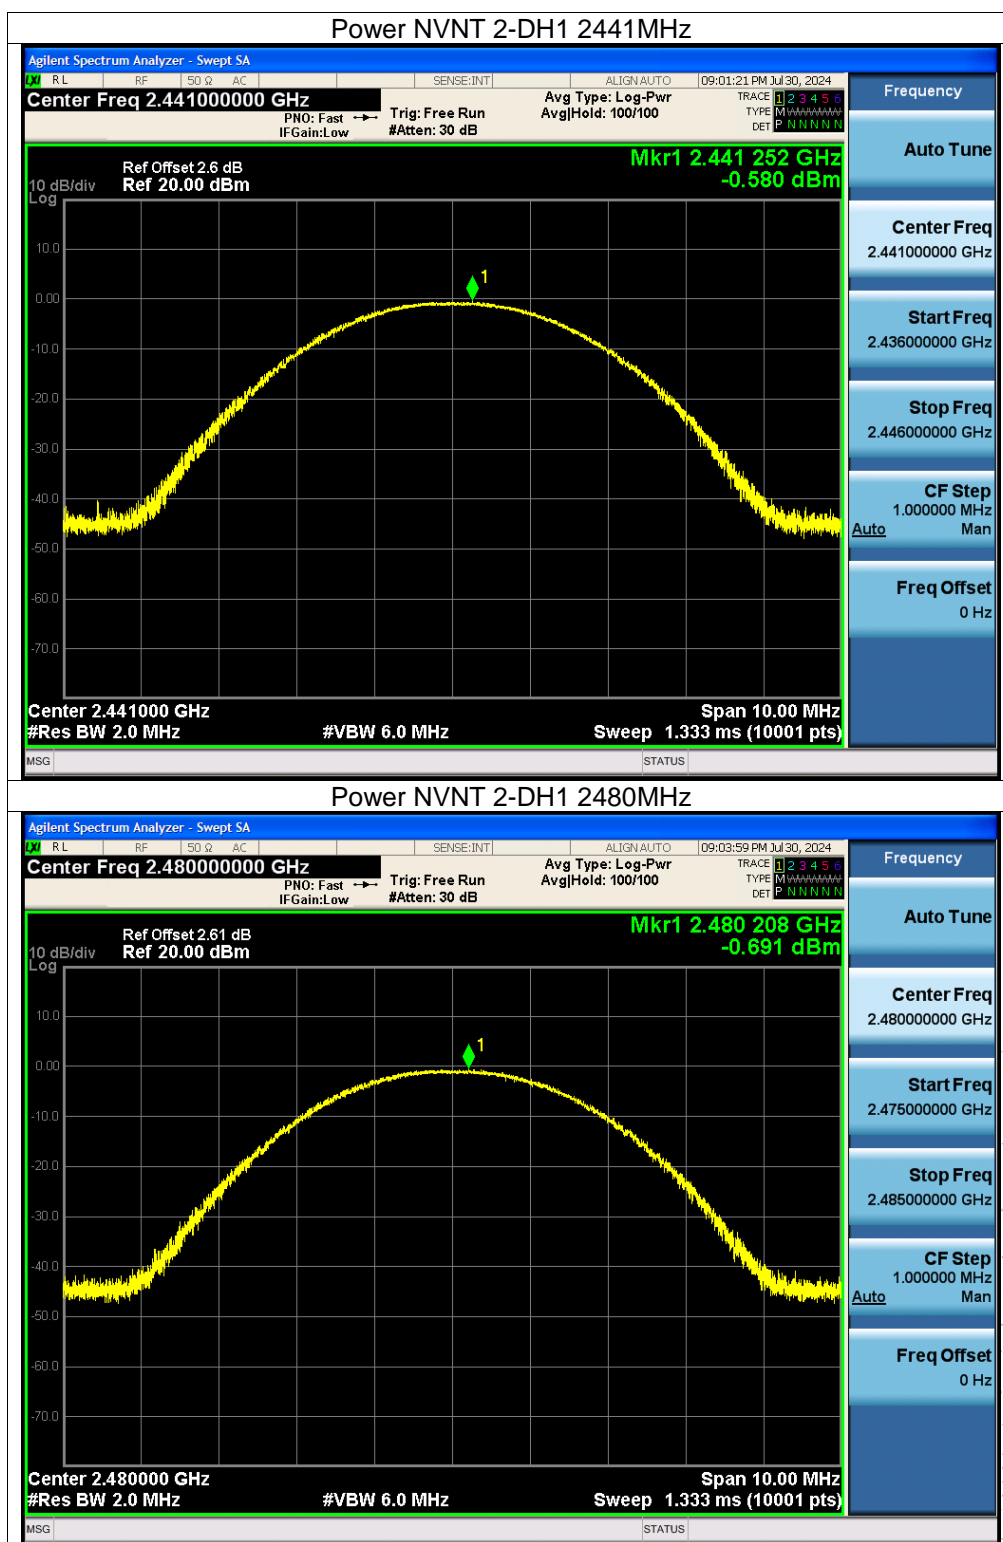 Power NVNT 2-DH1 2441MHz
Agilent Spectrum Analyzer - Swept SA
LXI RL RF 50 Ω AC SENSE:INT ALIGN AUTO 09:01:21 PM Jul 30, 2024
Center Freq 2.441000000 GHz
PNO: Fast
IFGain:Low
Trig: Free Run
#Atten: 30 dB
Avg Type: Log-Pwr
Avg|Hold: 100/100
TRACE 1 2 3 4 5 6
TYPE M WWWWW
DET P N N N N N
Frequency
Auto Tune
Center Freq
2.441000000 GHz
Start Freq
2.436000000 GHz
Stop Freq
2.446000000 GHz
CF Step
1.000000 MHz
Auto Man
Freq Offset
0 Hz
Mkr1 2.441 252 GHz
-0.580 dBm
Ref Offset 2.6 dB
10 dB/div Ref 20.00 dBm
Log
10.0
1
0.00
-10.0
-20.0
-30.0
-40.0
-50.0
-60.0
-70.0
Center 2.441000 GHz Span 10.00 MHz
#Res BW 2.0 MHz #VBW 6.0 MHz Sweep 1.333 ms (10001 pts)
MSG STATUS
Power NVNT 2-DH1 2480MHz
Agilent Spectrum Analyzer - Swept SA
LXI RL RF 50 Ω AC SENSE:INT ALIGN AUTO 09:03:59 PM Jul 30, 2024
Center Freq 2.480000000 GHz
PNO: Fast
IFGain:Low
Trig: Free Run
#Atten: 30 dB
Avg Type: Log-Pwr
Avg|Hold: 100/100
TRACE 1 2 3 4 5 6
TYPE M WWWWW
DET P N N N N N
Frequency
Auto Tune
Center Freq
2.480000000 GHz
Start Freq
2.475000000 GHz
Stop Freq
2.485000000 GHz
CF Step
1.000000 MHz
Auto Man
Freq Offset
0 Hz
Mkr1 2.480 208 GHz
-0.691 dBm
Ref Offset 2.61 dB
10 dB/div Ref 20.00 dBm
Log
10.0
1
0.00
-10.0
-20.0
-30.0
-40.0
-50.0
-60.0
-70.0
Center 2.480000 GHz Span 10.00 MHz
#Res BW 2.0 MHz #VBW 6.0 MHz Sweep 1.333 ms (10001 pts)
MSG STATUS